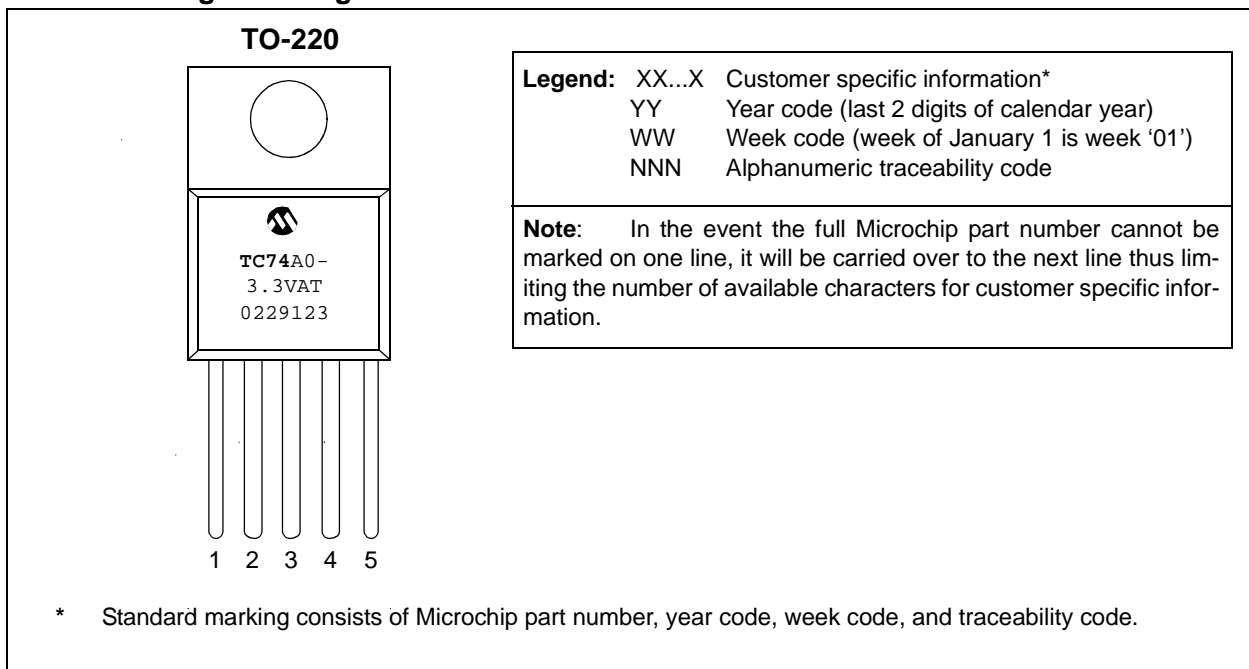 TO-220
TC74A0-
3.3VAT
0229123
1 2 3 4 5
Legend: XX...X Customer specific information*
YY Year code (last 2 digits of calendar year)
WW Week code (week of January 1 is week ‘01’)
NNN Alphanumeric traceability code
Note: In the event the full Microchip part number cannot be
marked on one line, it will be carried over to the next line thus lim-
iting the number of available characters for customer specific infor-
mation.
* Standard marking consists of Microchip part number, year code, week code, and traceability code.